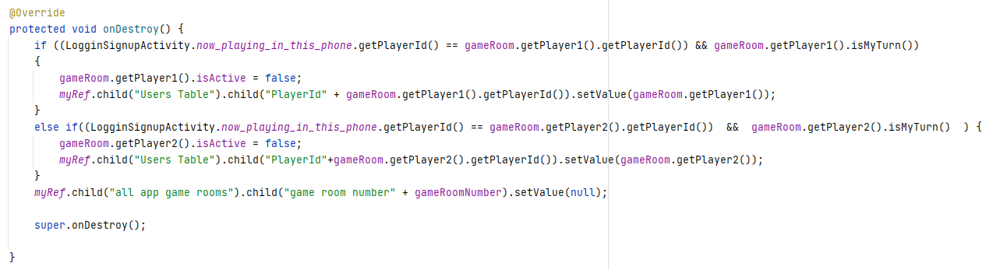 @Override
protected void onDestroy() {
    if ((LogginSignupActivity.now_playing_in_this_phone.getPlayerId() == gameRoom.getPlayer1().getPlayerId()) && gameRoom.getPlayer1().isMyTurn())
    {
        gameRoom.getPlayer1().isActive = false;
        myRef.child("Users Table").child("PlayerId" + gameRoom.getPlayer1().getPlayerId()).setValue(gameRoom.getPlayer1());
    }
    else if((LogginSignupActivity.now_playing_in_this_phone.getPlayerId() == gameRoom.getPlayer2().getPlayerId())  &&  gameRoom.getPlayer2().isMyTurn()  ) {
        gameRoom.getPlayer2().isActive = false;
        myRef.child("Users Table").child("PlayerId"+gameRoom.getPlayer2().getPlayerId()).setValue(gameRoom.getPlayer2());
    }
    myRef.child("all app game rooms").child("game room number" + gameRoomNumber).setValue(null);
    super.onDestroy();
}